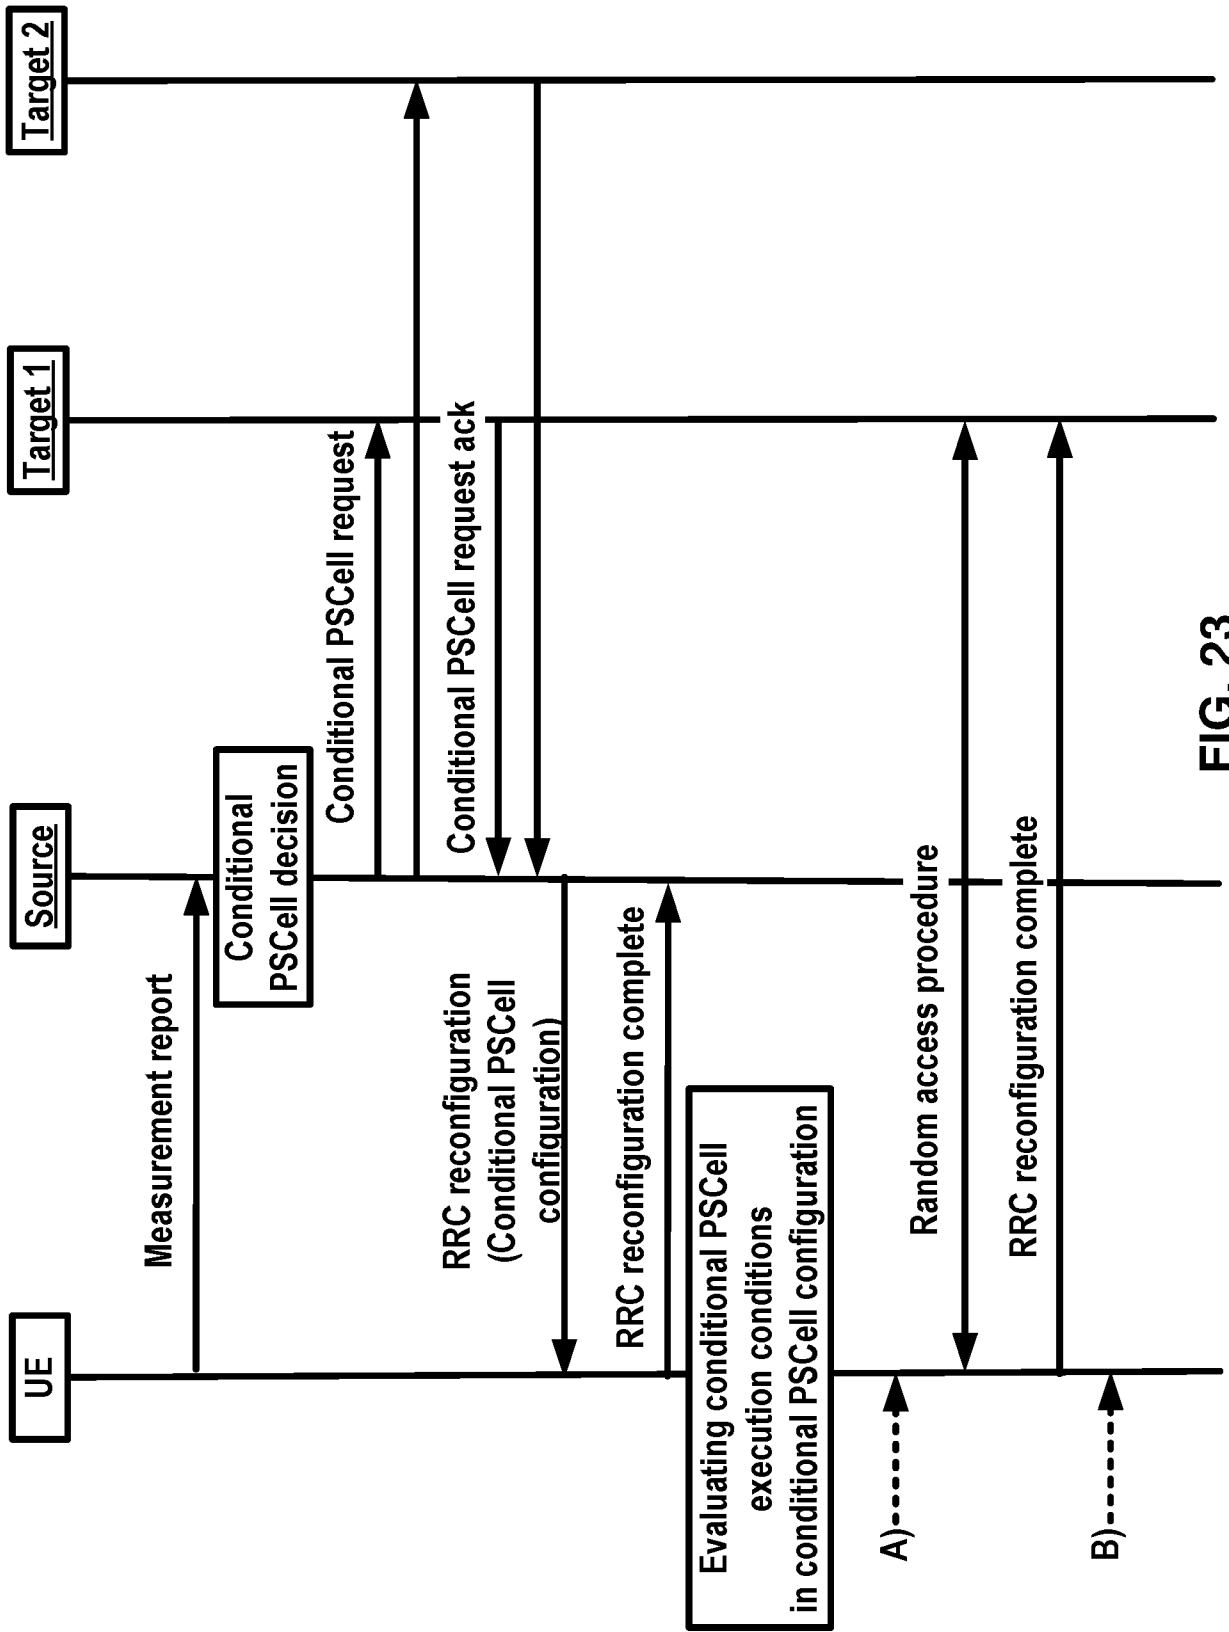 UE
Source
Target 1
Target 2
Measurement report
Conditional
PSCell decision
Conditional PSCell request
Conditional PSCell request ack
RRC reconfiguration
(Conditional PSCell
configuration)
RRC reconfiguration complete
Evaluating conditional PSCell
execution conditions
in conditional PSCell configuration
A)
Random access procedure
RRC reconfiguration complete
B)
FIG. 23